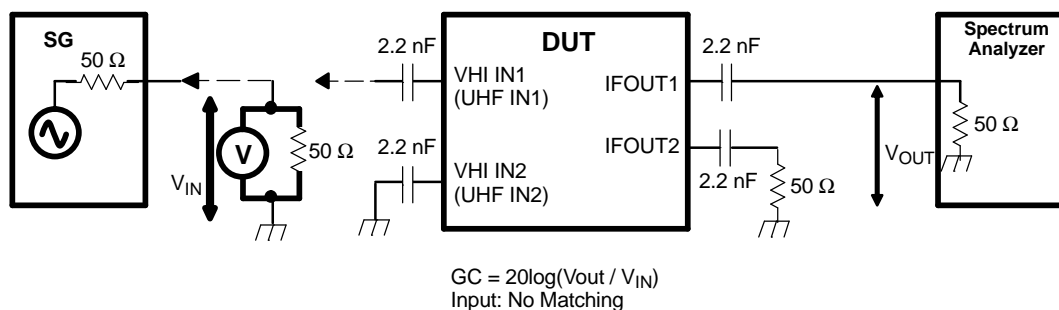 SG
50 Ω
V
50 Ω
VIN
2.2 nF
2.2 nF
DUT
VHI IN1
(UHF IN1)
VHI IN2
(UHF IN2)
IFOUT1
IFOUT2
2.2 nF
2.2 nF
50 Ω
VOUT
Spectrum
Analyzer
50 Ω
GC = 20log(Vout / VIN)
Input: No Matching